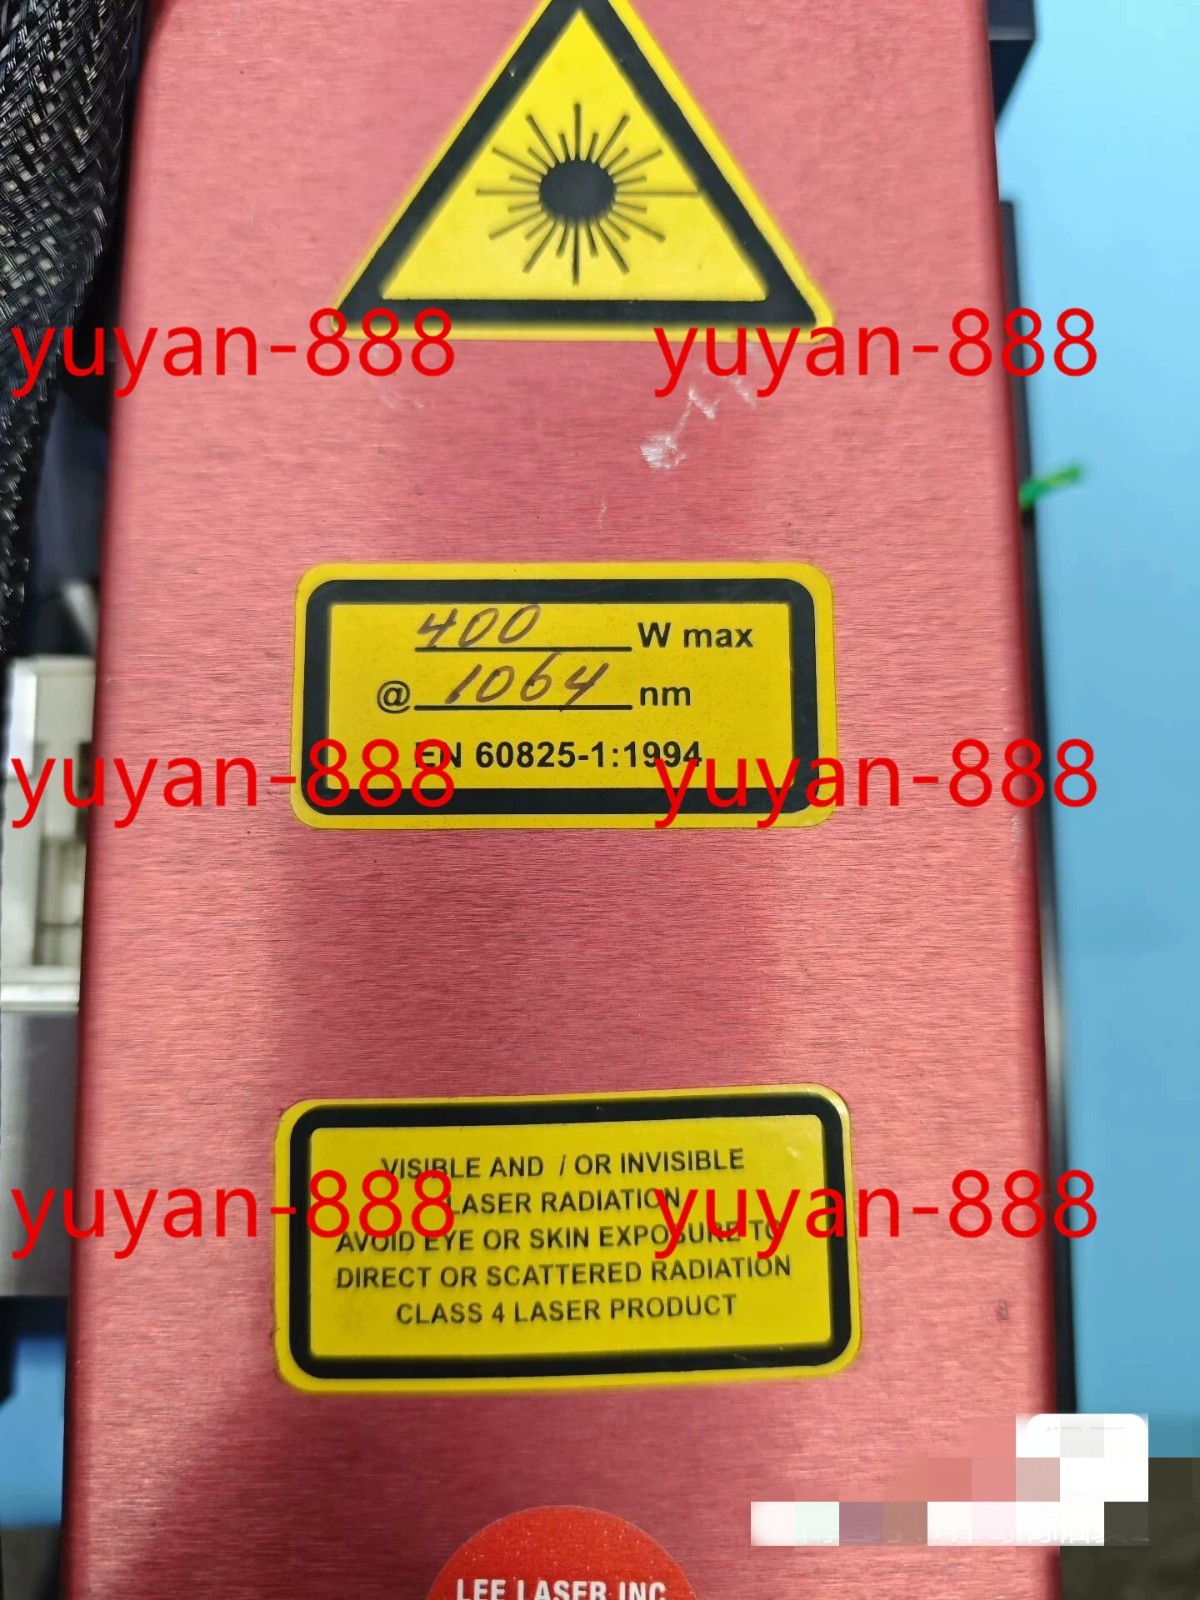 yuyan-888 yuyan-888
400 W max
@ 1064 nm
EN 60825-1:1994
yuyan-888 yuyan-888
VISIBLE AND / OR INVISIBLE
LASER RADIATION
yuyan-888 yuyan-888
AVOID EYE OR SKIN EXPOSURE TO
DIRECT OR SCATTERED RADIATION
CLASS 4 LASER PRODUCT
LEE LASER INC